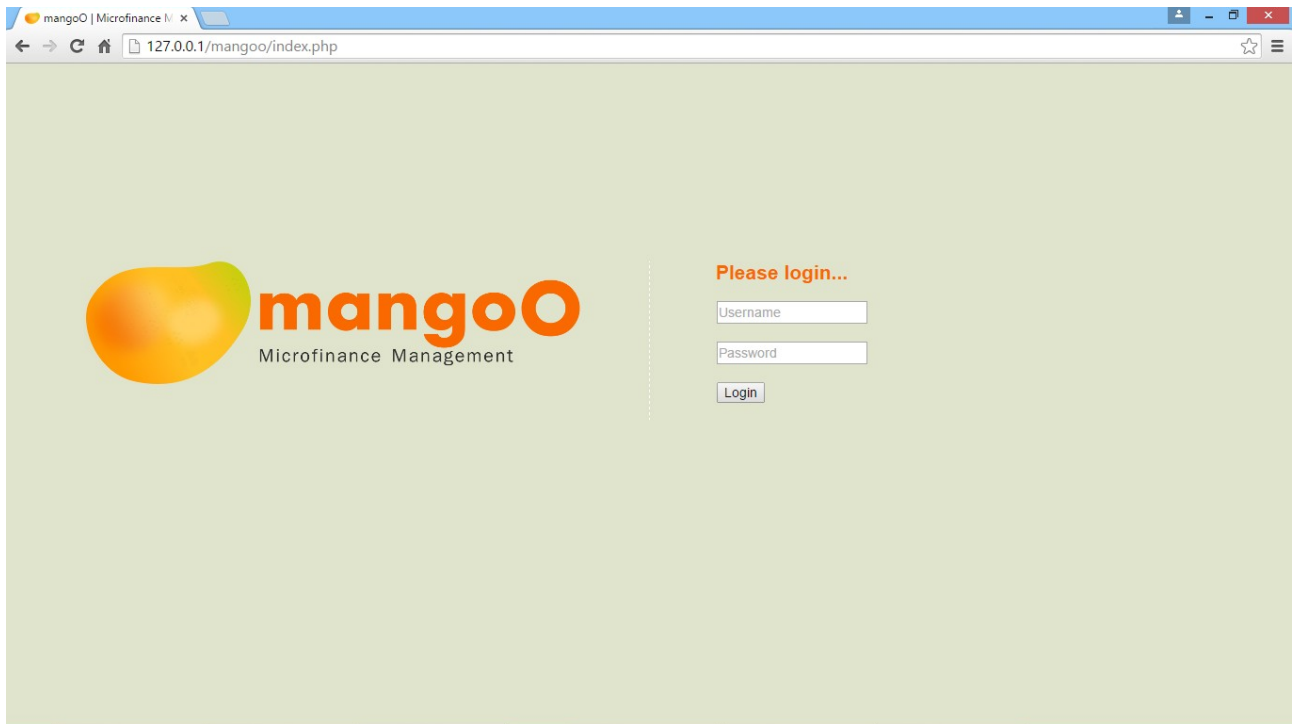 mangoO | Microfinance M
127.0.0.1/mangoo/index.php
mangoO
Microfinance Management
Please login...
Username
Password
Login